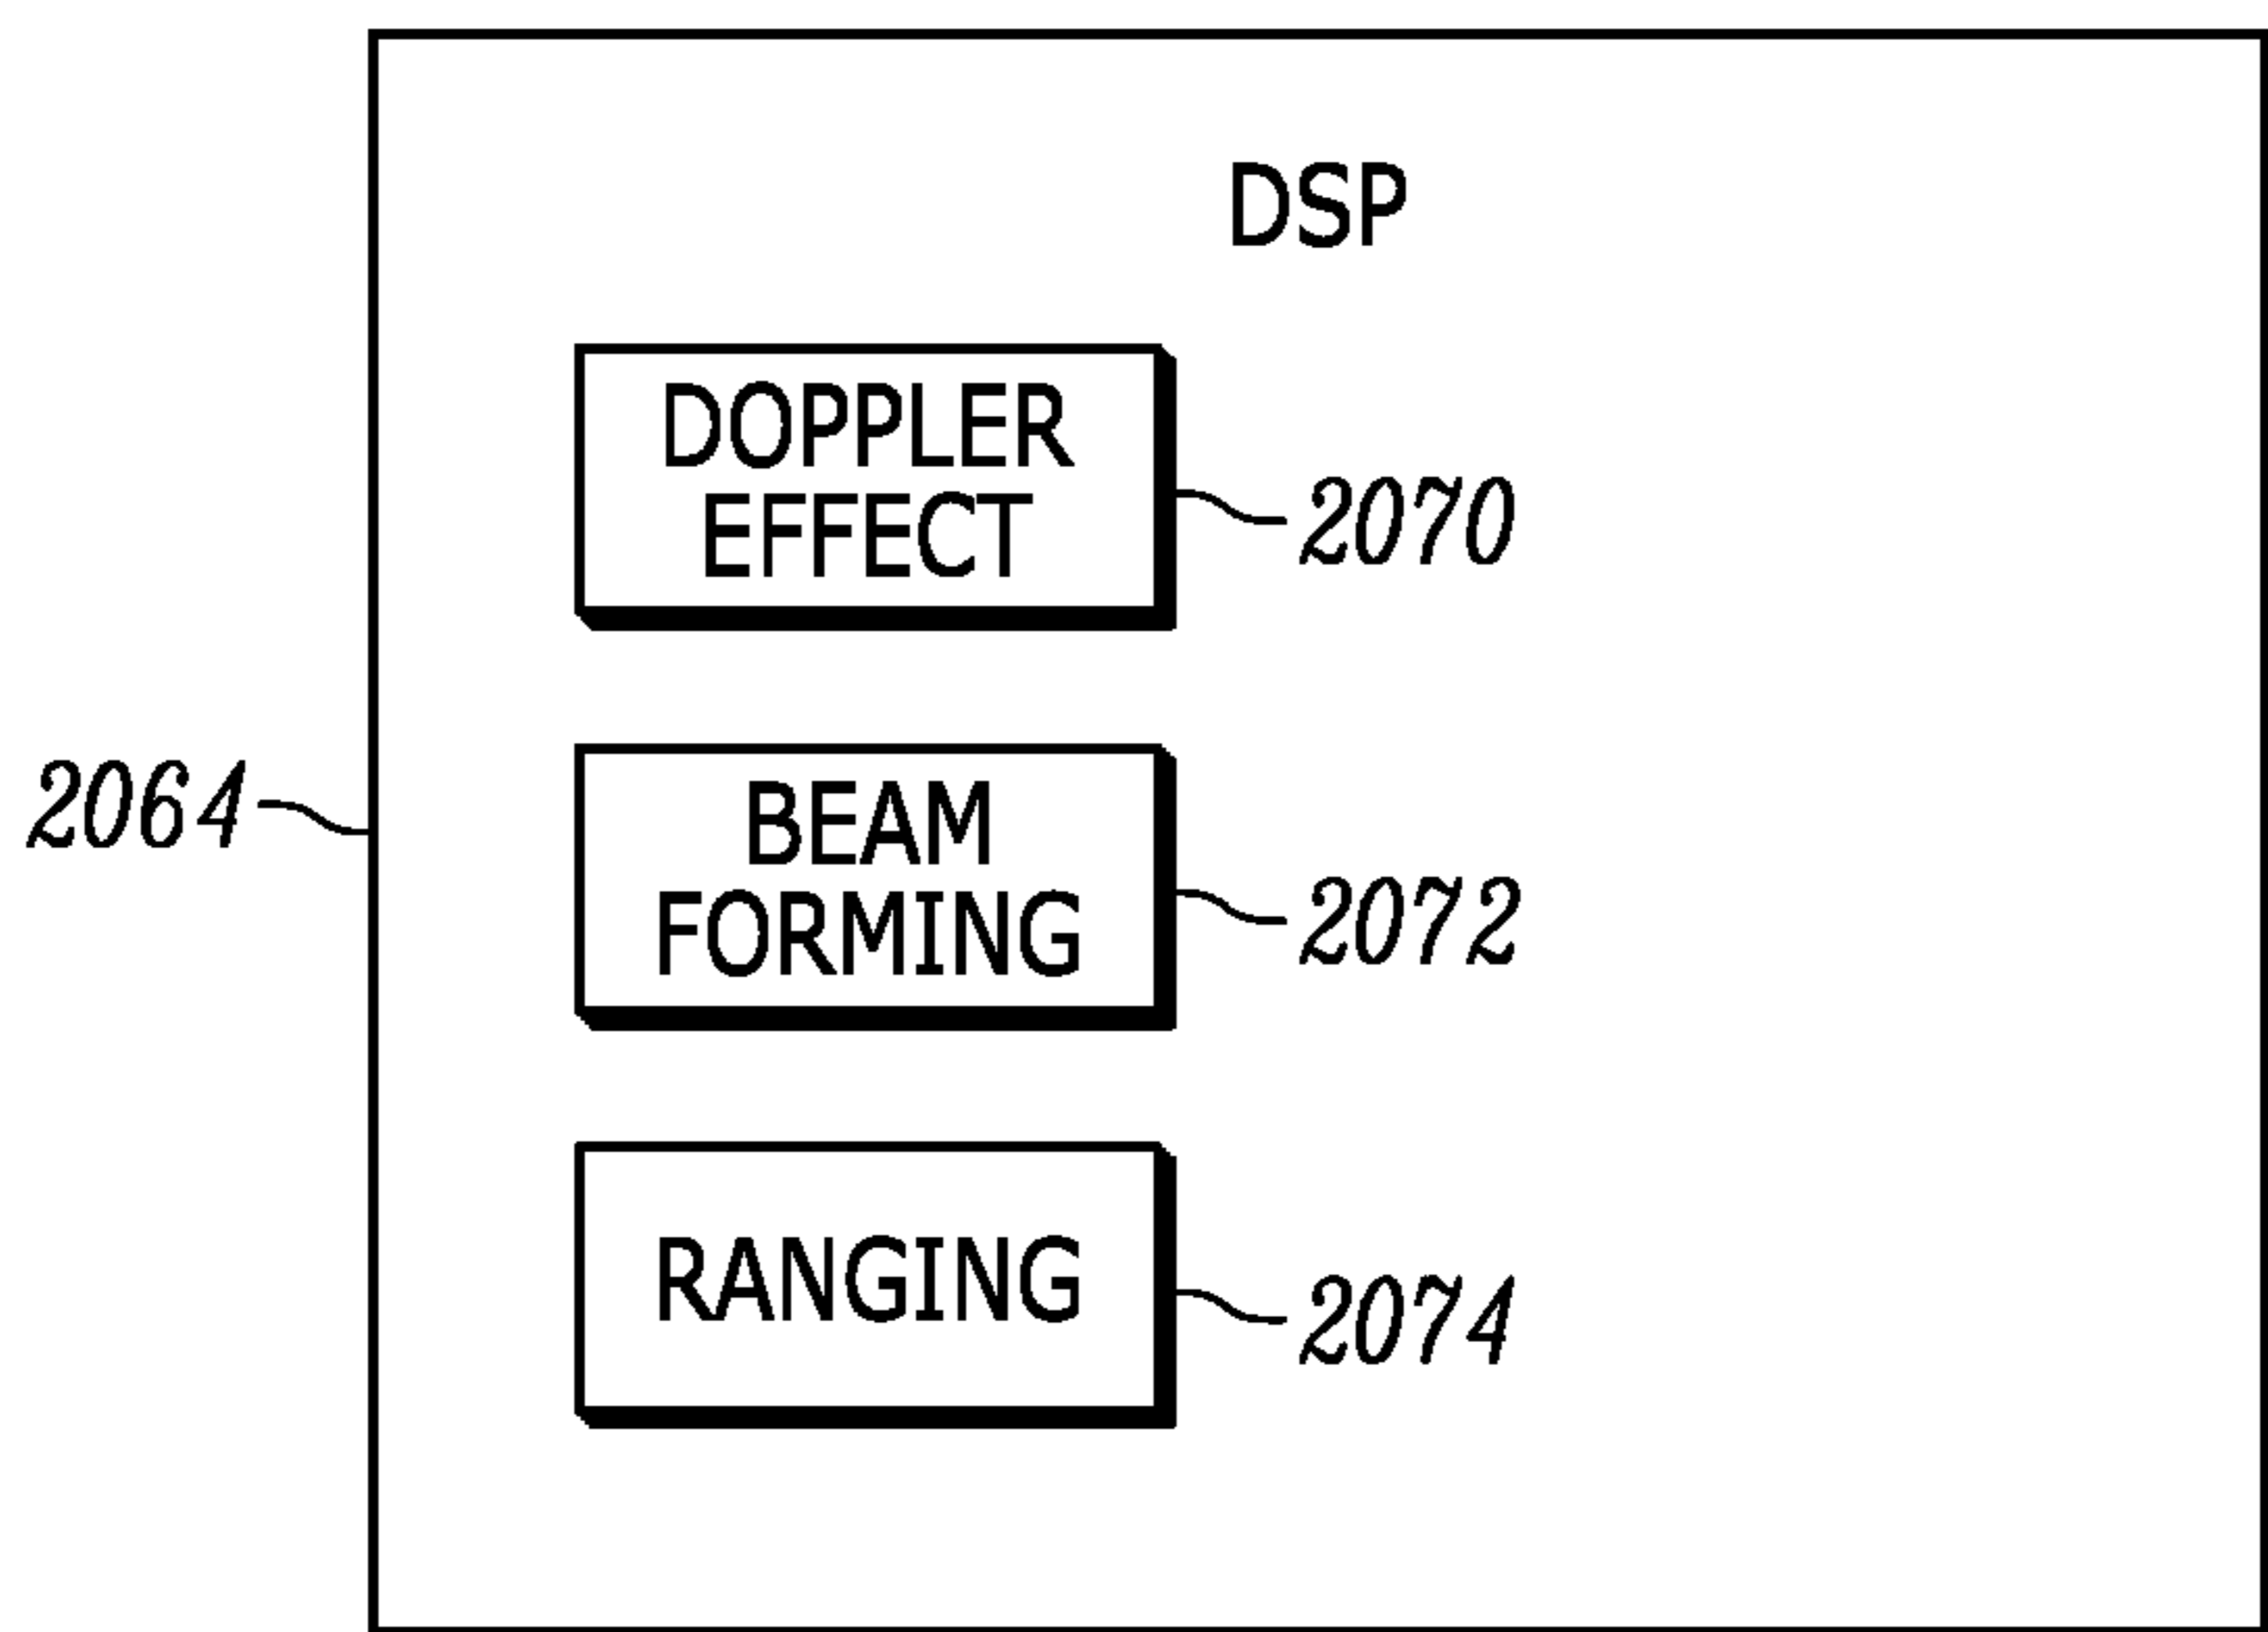 DSP
DOPPLER
EFFECT
2070
2064
BEAM
FORMING
2072
RANGING
2074